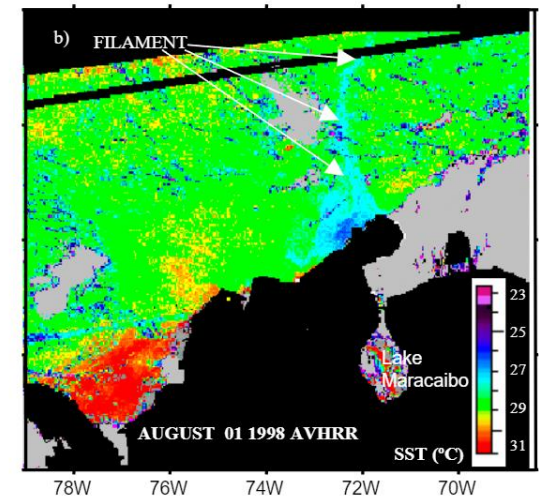 b)
FILAMENT
23
25
27
29
31
Lake
Maracaibo
AUGUST 01 1998 AVHRR
SST (ºC)
78W 76W 74W 72W 70W